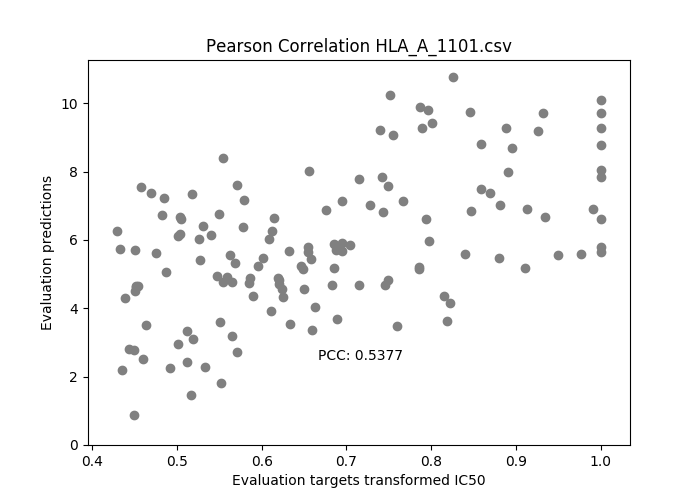 Pearson Correlation HLA_A_1101.csv
10
8
6
4
2
0
Evaluation predictions
PCC: 0.5377
0.4 0.5 0.6 0.7 0.8 0.9 1.0
Evaluation targets transformed IC50